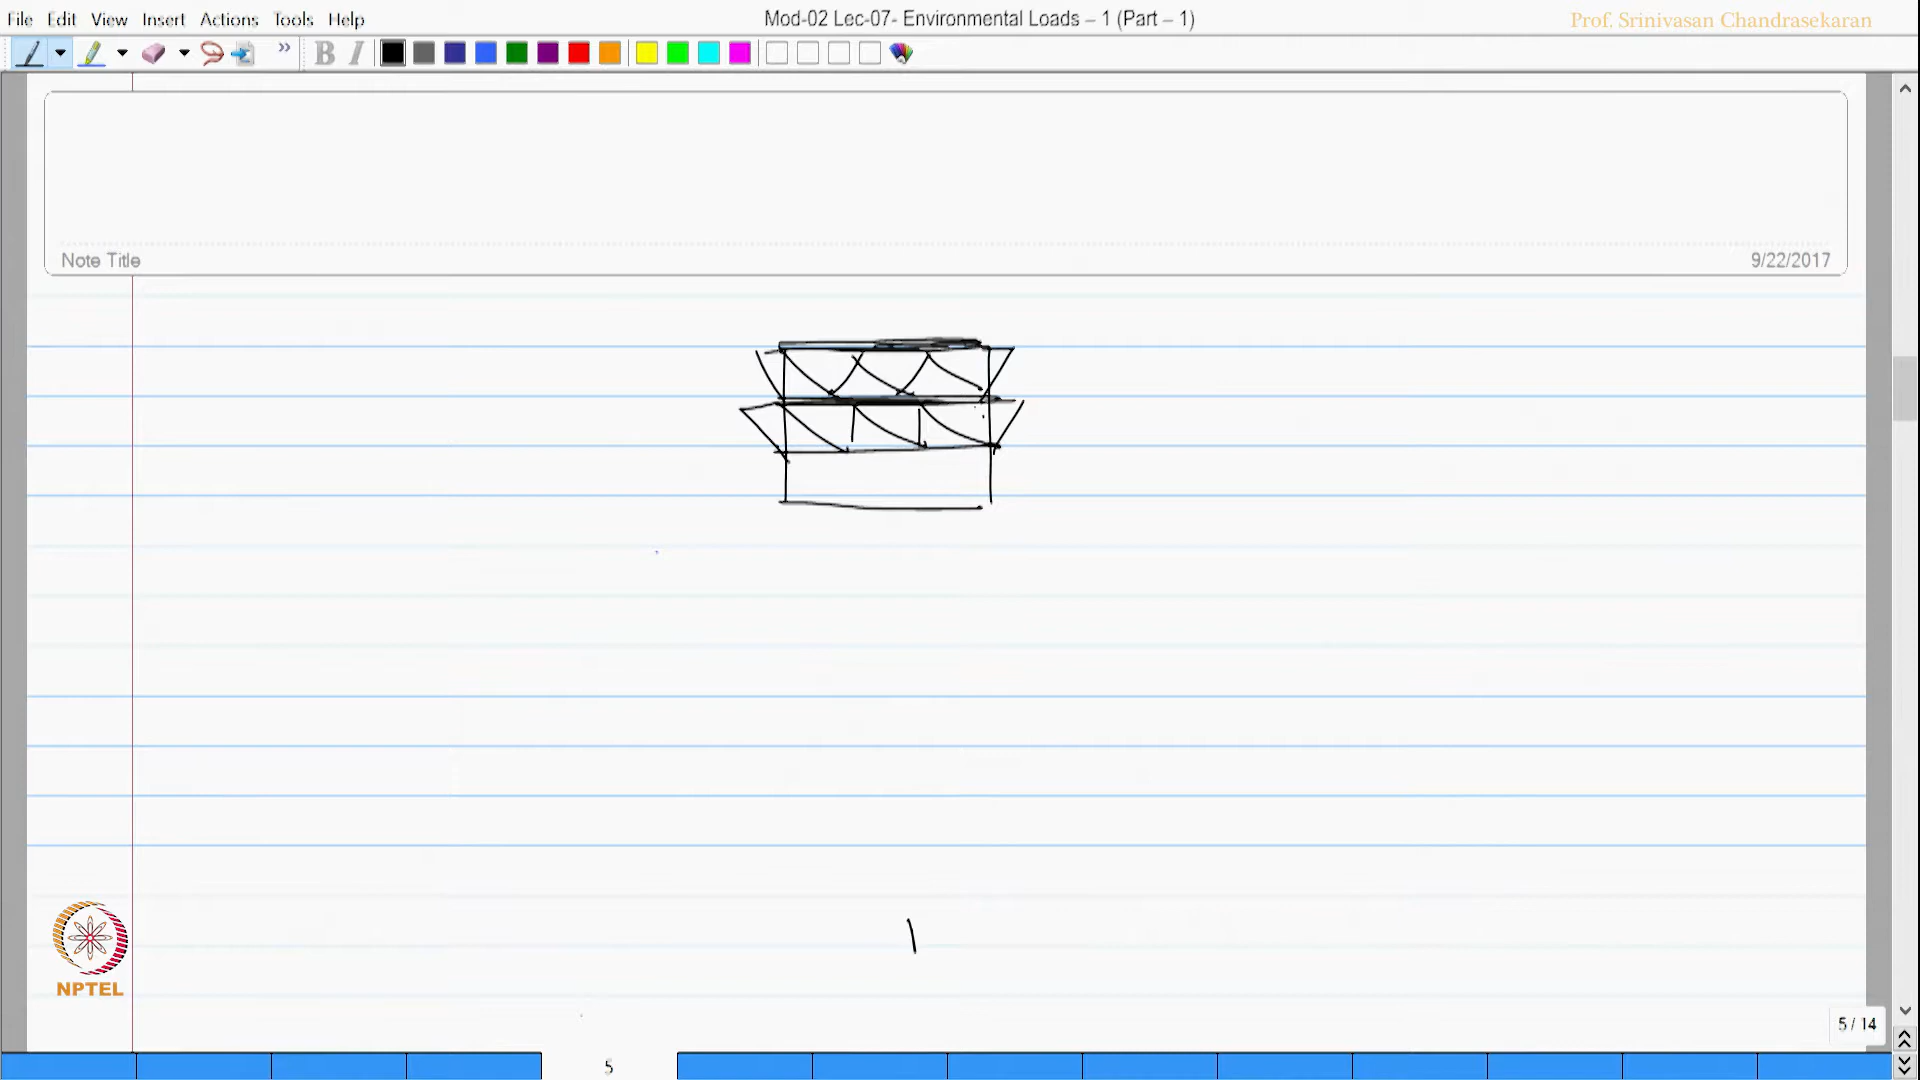 File Edit View Insert Actions Tools Help
Mod-02 Lec-07- Environmental Loads – 1 (Part – 1)
Prof. Srinivasan Chandrasekaran
B I
Note Title
9/22/2017
NPTEL
5 / 14
5